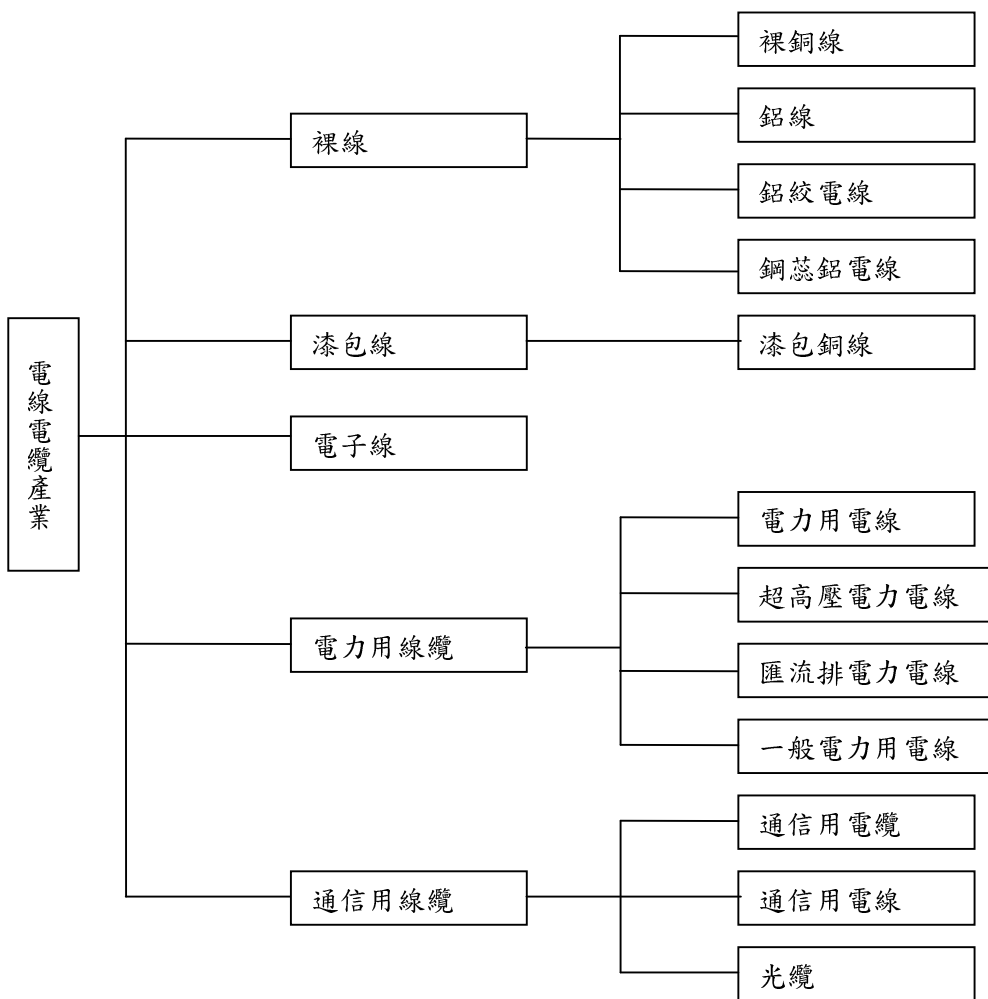 電線電纜產業
裸線
裸銅線
鋁線
鋁絞電線
鋼蕊鋁電線
漆包線
漆包銅線
電子線
電力用線纜
電力用電線
超高壓電力電線
匯流排電力電線
一般電力用電線
通信用線纜
通信用電纜
通信用電線
光纜